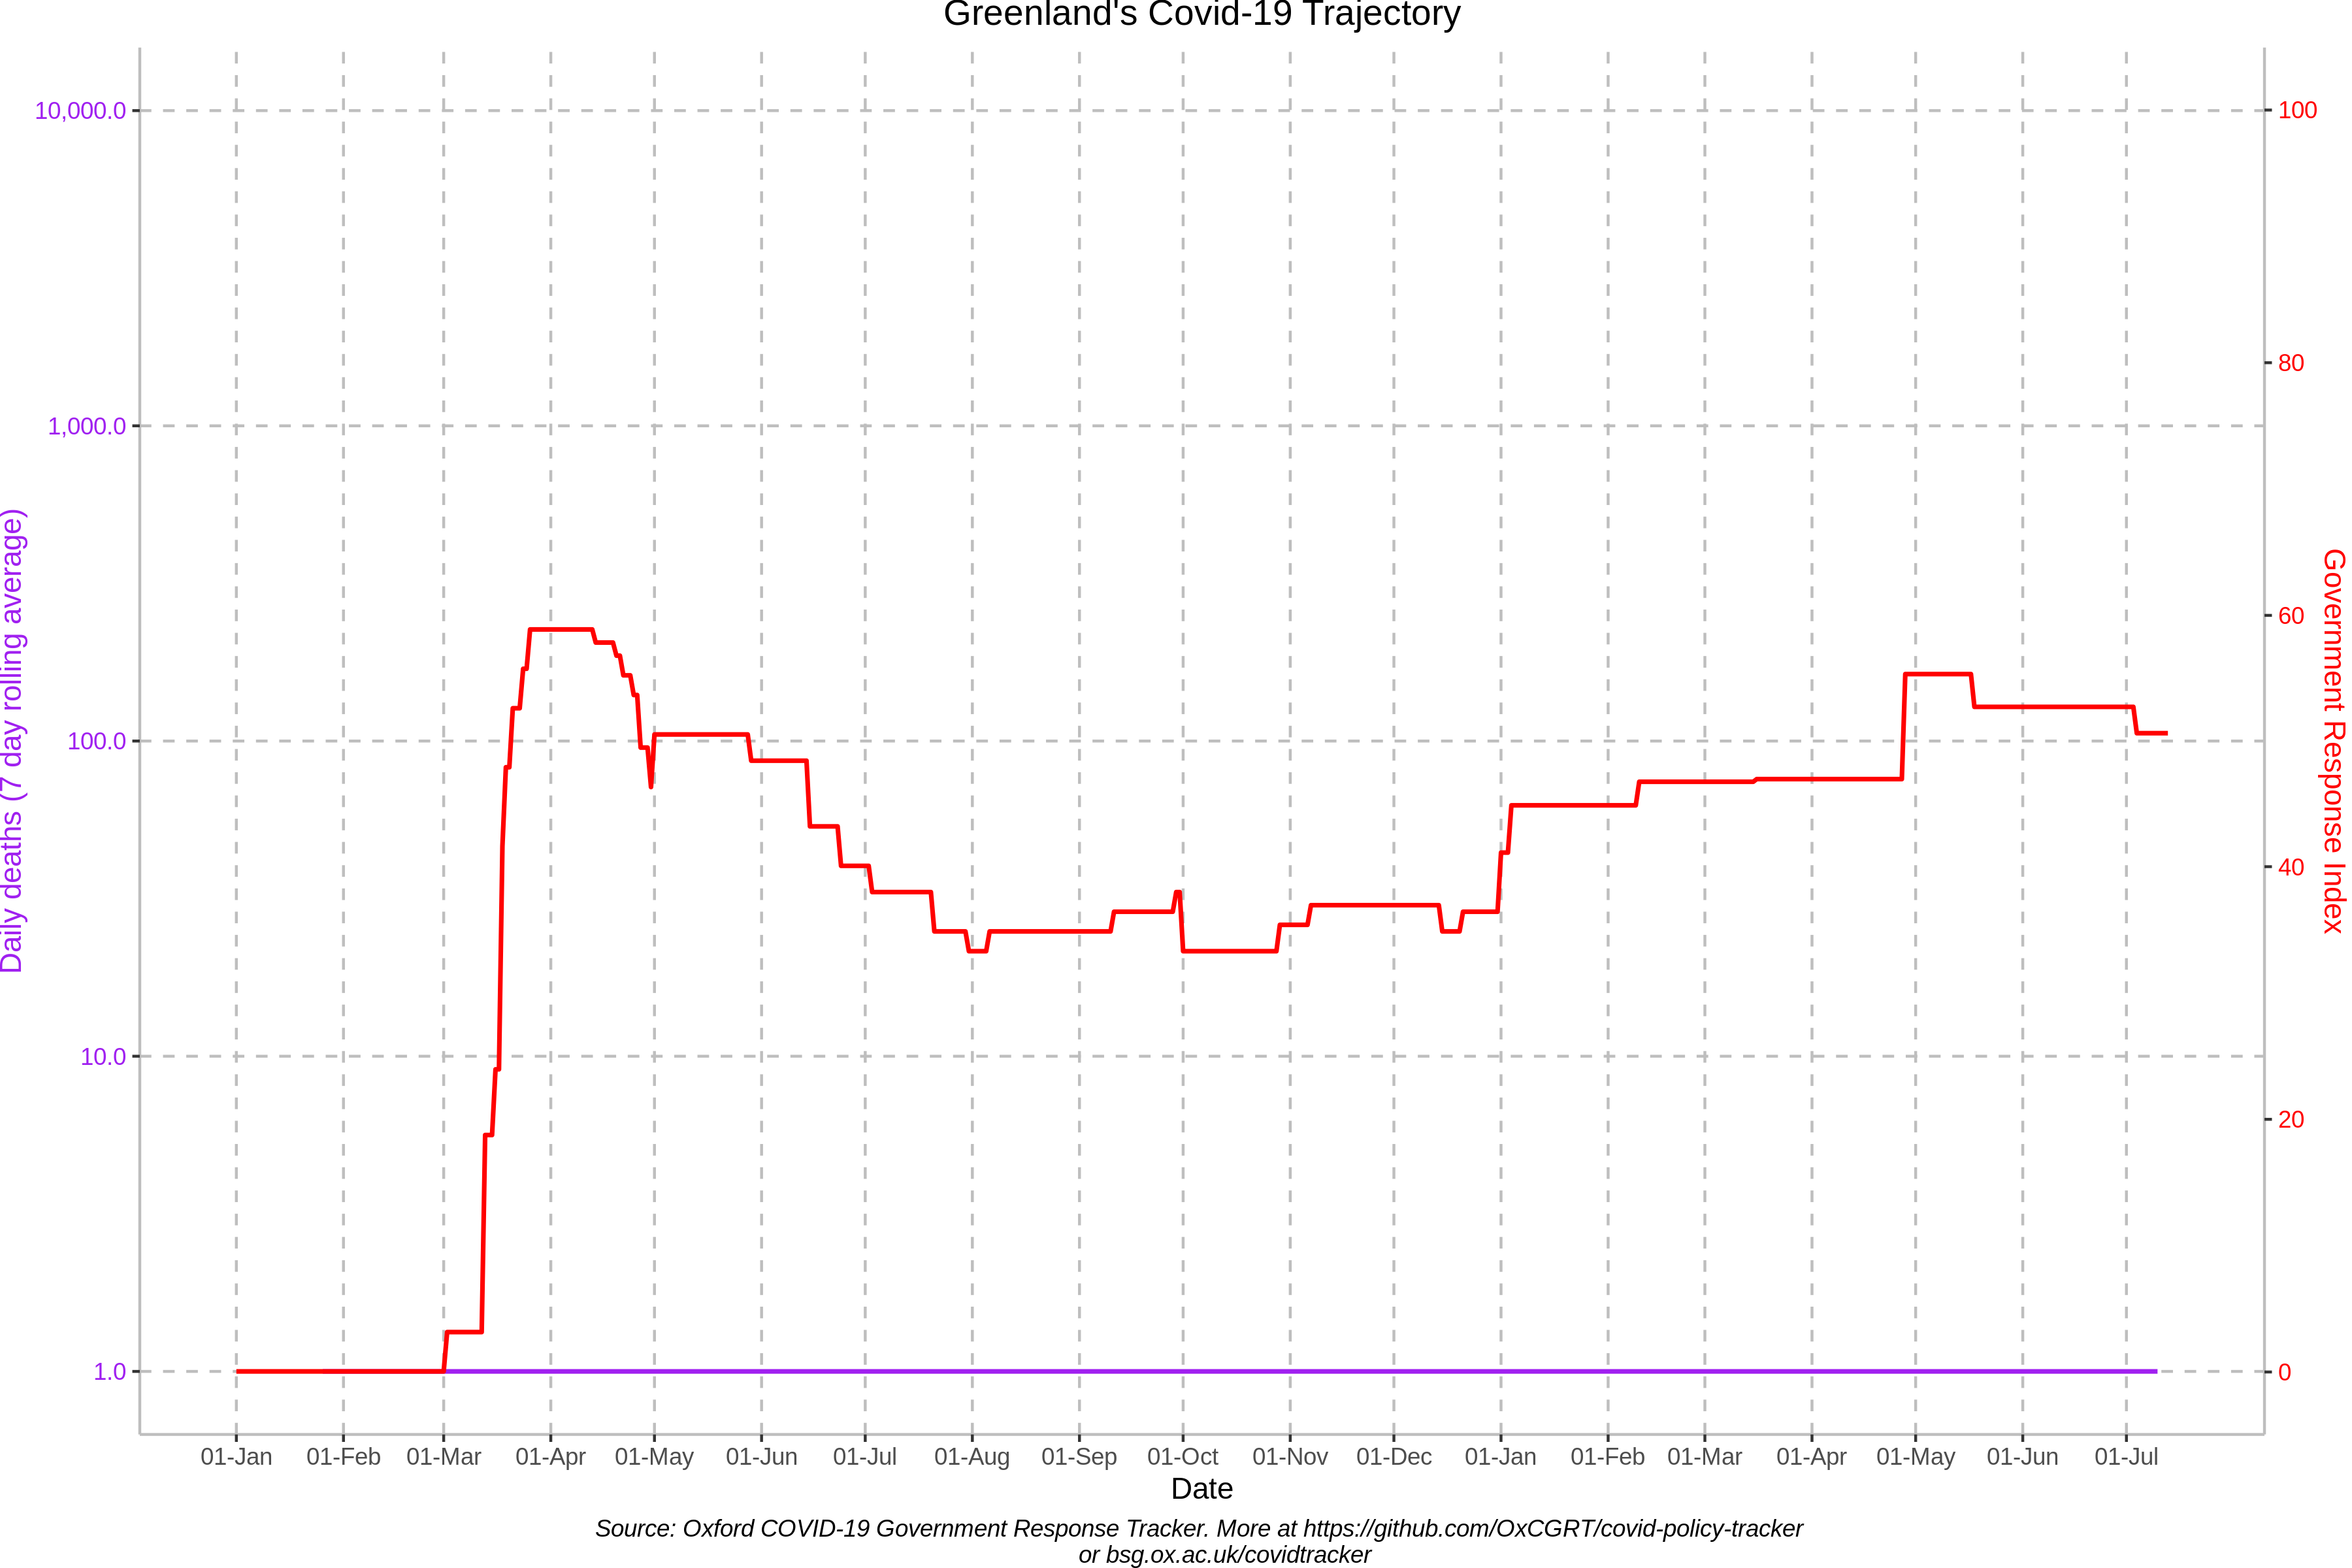 Greenland's Covid-19 Trajectory
10,000.0
1,000.0
100.0
10.0
1.0
Daily deaths (7 day rolling average)
100
80
60
40
20
0
Government Response Index
01-Jan 01-Feb 01-Mar 01-Apr 01-May 01-Jun 01-Jul 01-Aug 01-Sep 01-Oct 01-Nov 01-Dec 01-Jan 01-Feb 01-Mar 01-Apr 01-May 01-Jun 01-Jul
Date
Source: Oxford COVID-19 Government Response Tracker. More at https://github.com/OxCGRT/covid-policy-tracker
or bsg.ox.ac.uk/covidtracker